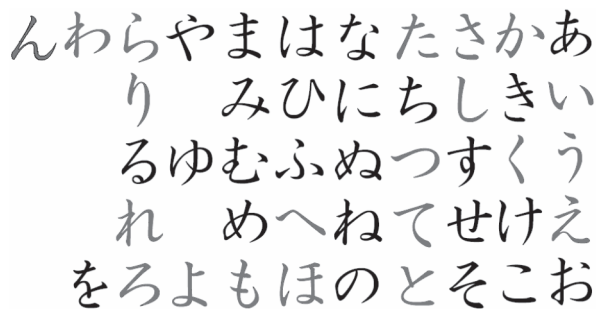 あいうえお
かきくけこ
さしすせそ
たちつてと
なにぬねの
はひふへほ
まみむめも
やゆよ
らりるれろ
わを
ん